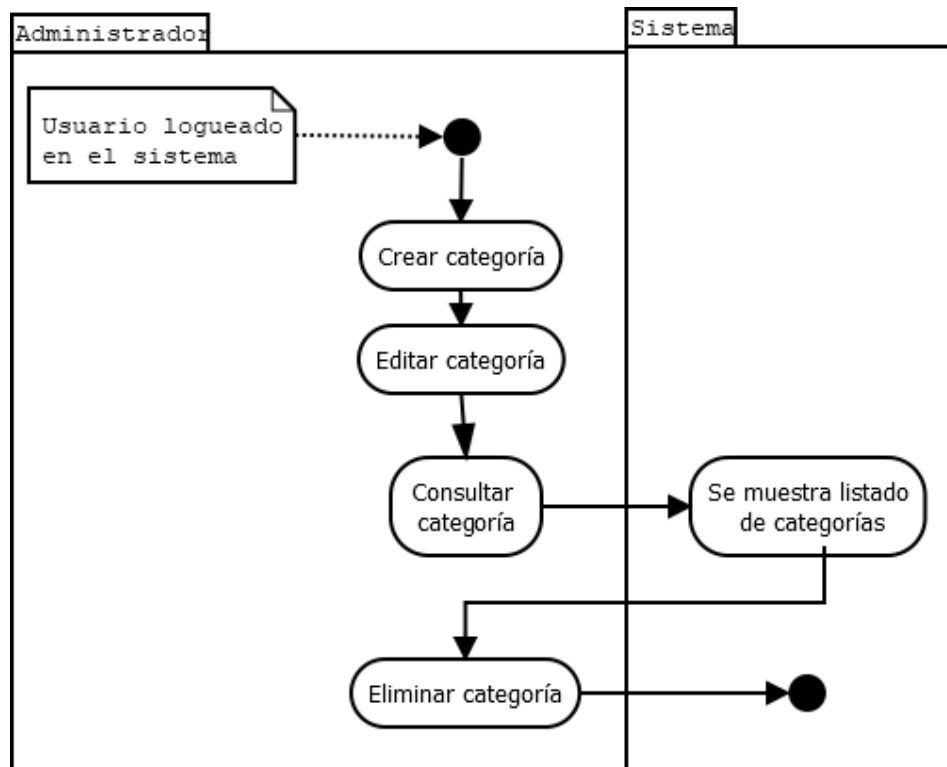 Administrador
Sistema
Usuario logueado
en el sistema
Crear categoría
Editar categoría
Consultar
categoría
Se muestra listado
de categorías
Eliminar categoría